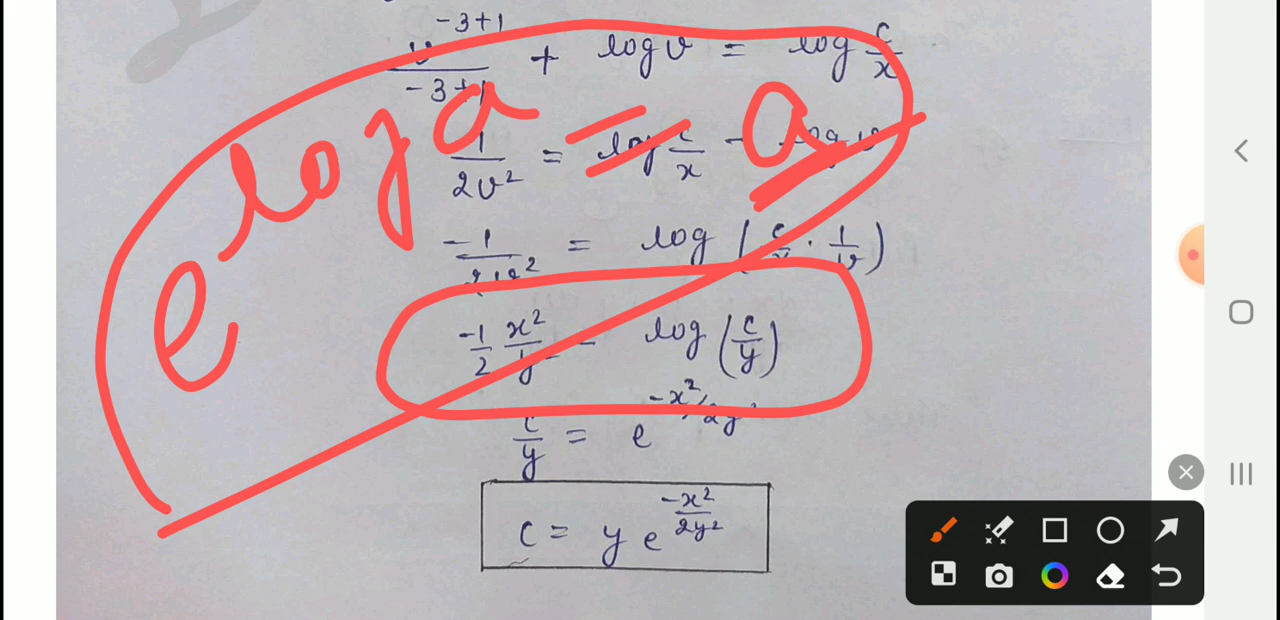 v^{-3+1}/(-3+1) + log v = log c/x
e^{log a} = a
1/(2v²) = log c/x - log v
-1/(2v²) = log (c/x · 1/v)
-1/2 x²/y = log (c/y)
c/y = e^{-x²/2y²}
c = y e^{-x²/2y²}